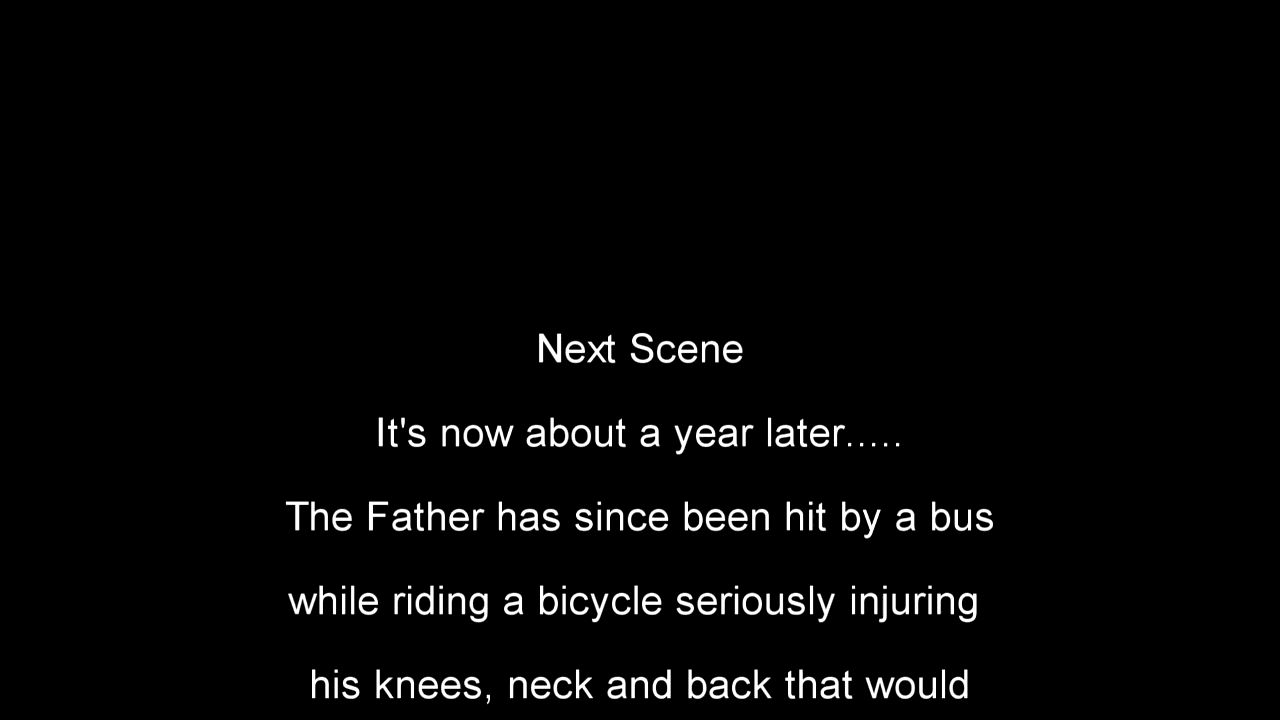 Next Scene
It's now about a year later.....
The Father has since been hit by a bus
while riding a bicycle seriously injuring
his knees, neck and back that would